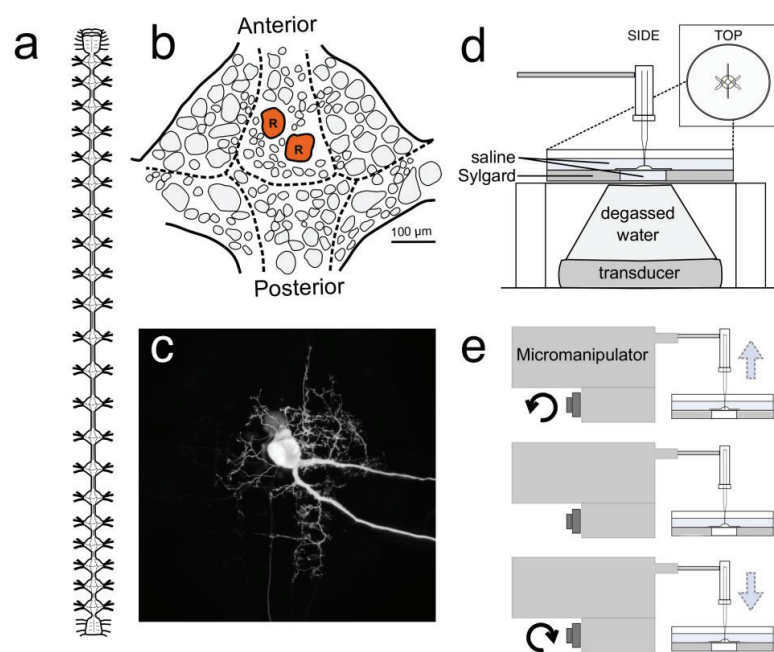 a
b
Anterior
R
R
100 µm
Posterior
c
d
SIDE
TOP
saline
Sylgard
degassed
water
transducer
e
Micromanipulator